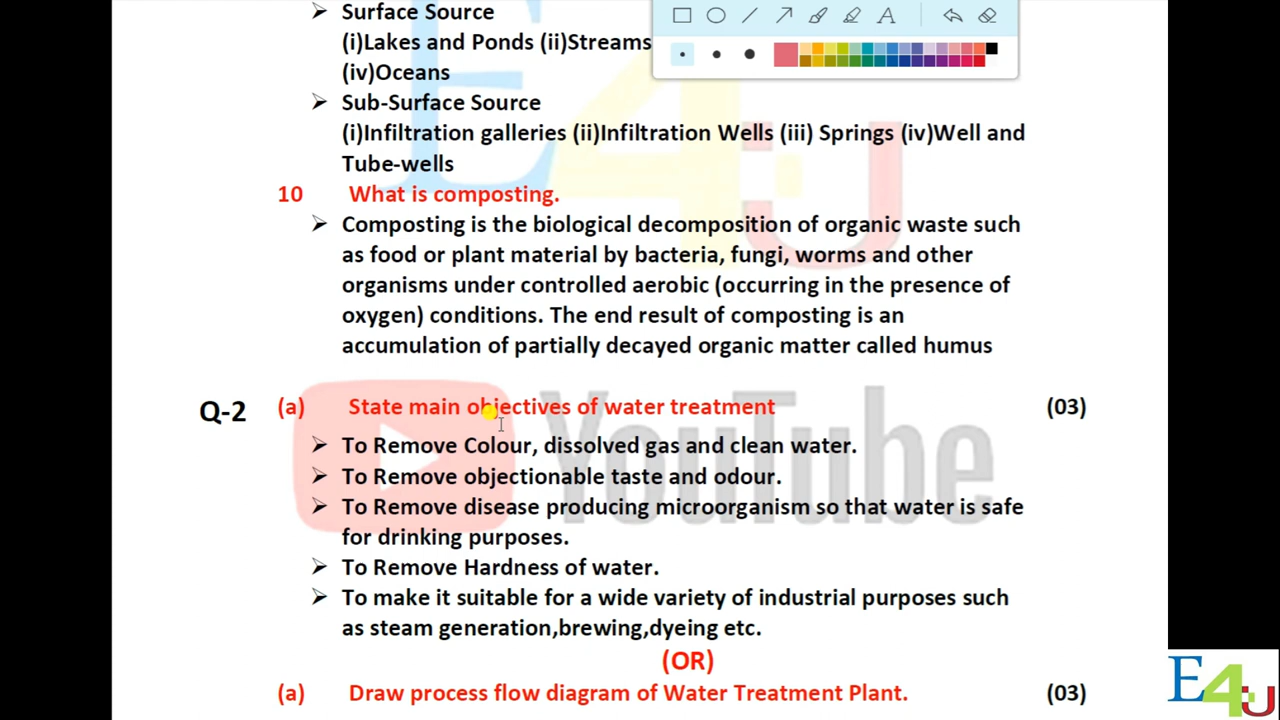 Surface Source
(i)Lakes and Ponds (ii)Streams
(iv)Oceans
Sub-Surface Source
(i)Infiltration galleries (ii)Infiltration Wells (iii) Springs (iv)Well and
Tube-wells
10 What is composting.
Composting is the biological decomposition of organic waste such
as food or plant material by bacteria, fungi, worms and other
organisms under controlled aerobic (occurring in the presence of
oxygen) conditions. The end result of composting is an
accumulation of partially decayed organic matter called humus
Q-2 (a) State main objectives of water treatment (03)
To Remove Colour, dissolved gas and clean water.
To Remove objectionable taste and odour.
To Remove disease producing microorganism so that water is safe
for drinking purposes.
To Remove Hardness of water.
To make it suitable for a wide variety of industrial purposes such
as steam generation,brewing,dyeing etc.
(OR)
(a) Draw process flow diagram of Water Treatment Plant. (03)
E4U
YouTube
E4U
A